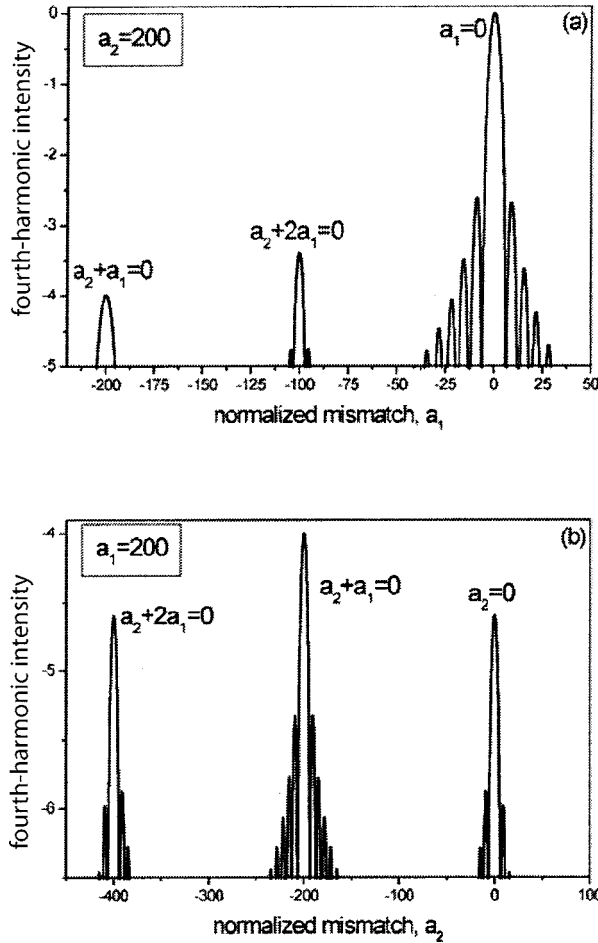 a₂=200
a₁=0
(a)
0
-1
-2
-3
-4
-5
a₂+a₁=0
a₂+2a₁=0
fourth-harmonic intensity
-200 -175 -150 -125 -100 -75 -50 -25 0 25 50
normalized mismatch, a₁
a₁=200
(b)
-4
-5
-6
a₂+2a₁=0
a₂+a₁=0
a₂=0
fourth-harmonic intensity
-400 -300 -200 -100 0 100
normalized mismatch, a₂